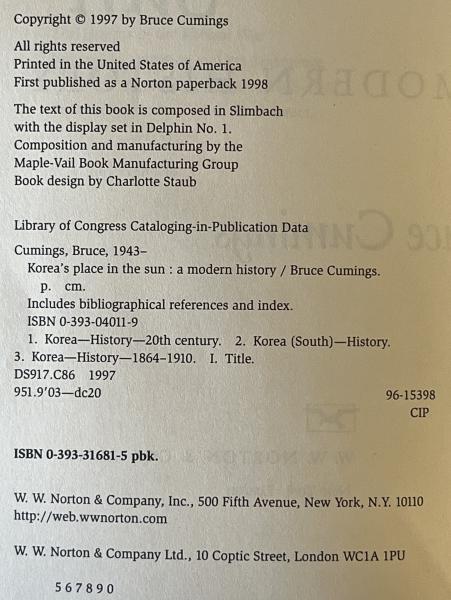 Copyright © 1997 by Bruce Cumings
All rights reserved
Printed in the United States of America
First published as a Norton paperback 1998
The text of this book is composed in Slimbach
with the display set in Delphin No. 1.
Composition and manufacturing by the
Maple-Vail Book Manufacturing Group
Book design by Charlotte Staub
Library of Congress Cataloging-in-Publication Data
Cumings, Bruce, 1943–
Korea's place in the sun : a modern history / Bruce Cumings.
p. cm.
Includes bibliographical references and index.
ISBN 0-393-04011-9
1. Korea—History—20th century. 2. Korea (South)—History.
3. Korea—History—1864–1910. I. Title.
DS917.C86 1997
951.9'03—dc20 96-15398
CIP
ISBN 0-393-31681-5 pbk.
W. W. Norton & Company, Inc., 500 Fifth Avenue, New York, N.Y. 10110
http://web.wwnorton.com
W. W. Norton & Company Ltd., 10 Coptic Street, London WC1A 1PU
5 6 7 8 9 0